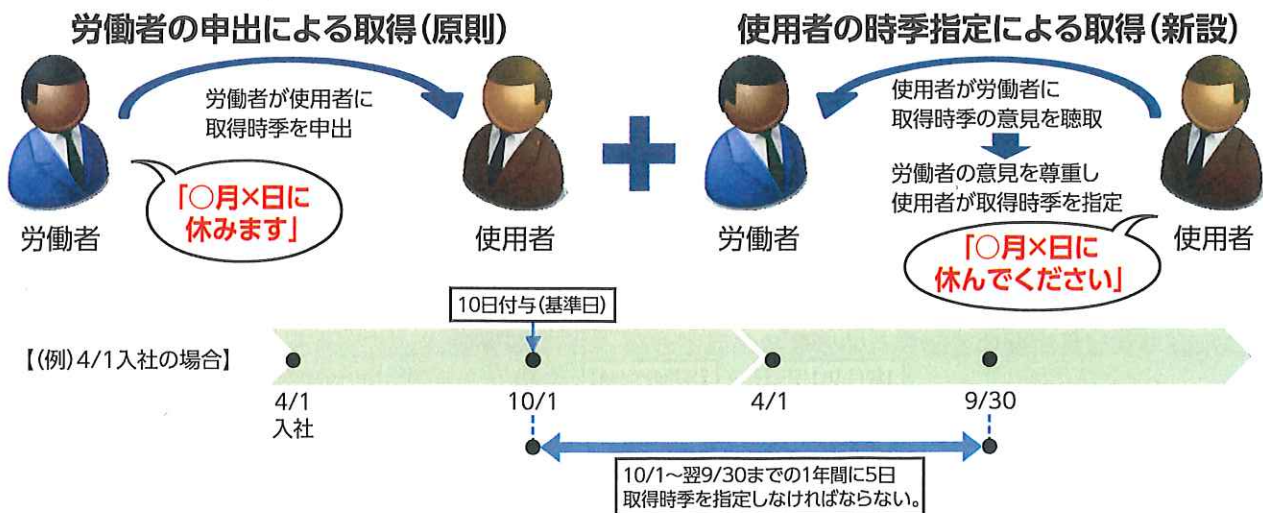 労働者の申出による取得(原則)
労働者が使用者に
取得時季を申出
「○月×日に
休みます」
労働者
使用者
使用者の時季指定による取得(新設)
使用者が労働者に
取得時季の意見を聴取
労働者の意見を尊重し
使用者が取得時季を指定
「○月×日に
休んでください」
労働者
使用者
10日付与(基準日)
【(例)4/1入社の場合】
4/1
入社
10/1
4/1
9/30
10/1〜翌9/30までの1年間に5日
取得時季を指定しなければならない。